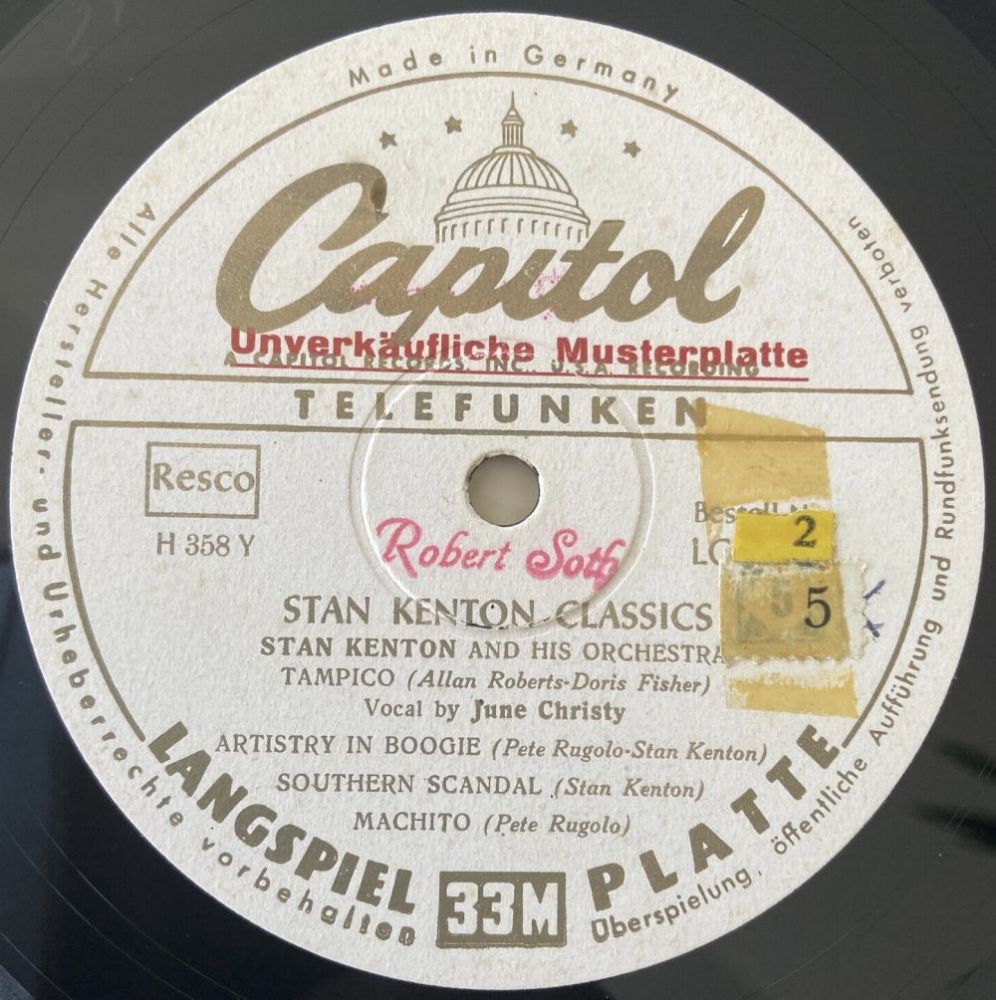 Made in Germany
Capitol
Unverkäufliche Musterplatte
A CAPITOL RECORDS, INC., U.S.A. RECORDING
TELEFUNKEN
Resco
H 358 Y
2
5
Robert Soth
STAN KENTON CLASSICS
STAN KENTON AND HIS ORCHESTRA
TAMPICO (Allan Roberts-Doris Fisher)
Vocal by June Christy
ARTISTRY IN BOOGIE (Pete Rugolo-Stan Kenton)
SOUTHERN SCANDAL (Stan Kenton)
MACHITO (Pete Rugolo)
LANGSPIEL 33M PLATTE
Alle Hersteller- und Urheberrechte vorbehalten
Überspielung, öffentliche Aufführung und Rundfunksendung verboten